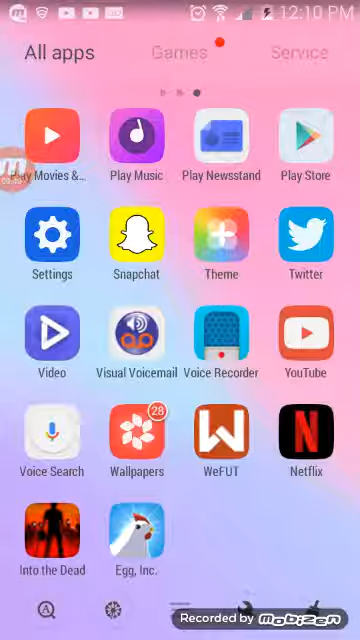 12:10 PM
All apps Games Service
Play Movies &... Play Music Play Newsstand Play Store
Settings Snapchat Theme Twitter
Video Visual Voicemail Voice Recorder YouTube
28
Voice Search Wallpapers WeFUT Netflix
Into the Dead Egg, Inc.
Recorded by MOBIZEN